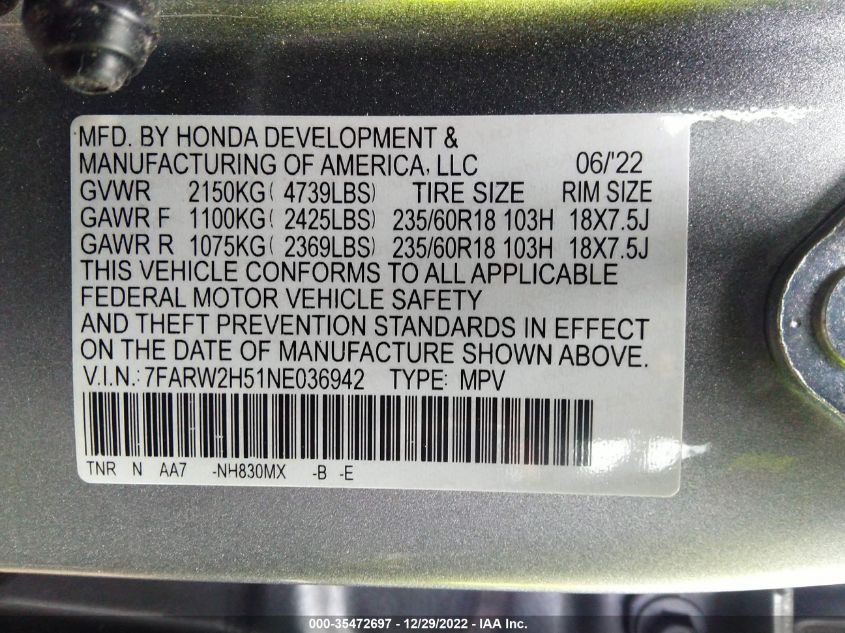 MFD. BY HONDA DEVELOPMENT &
MANUFACTURING OF AMERICA, LLC 06/'22
GVWR 2150KG( 4739LBS) TIRE SIZE RIM SIZE
GAWR F 1100KG( 2425LBS) 235/60R18 103H 18X7.5J
GAWR R 1075KG( 2369LBS) 235/60R18 103H 18X7.5J
THIS VEHICLE CONFORMS TO ALL APPLICABLE
FEDERAL MOTOR VEHICLE SAFETY
AND THEFT PREVENTION STANDARDS IN EFFECT
ON THE DATE OF MANUFACTURE SHOWN ABOVE.
V.I.N.: 7FARW2H51NE036942 TYPE: MPV
TNR N AA7 -NH830MX -B -E
000-35472697 - 12/29/2022 - IAA Inc.